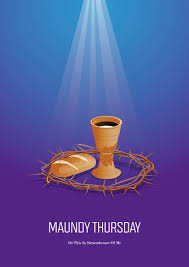 MAUNDY THURSDAY
Do This In Remembrance Of Me